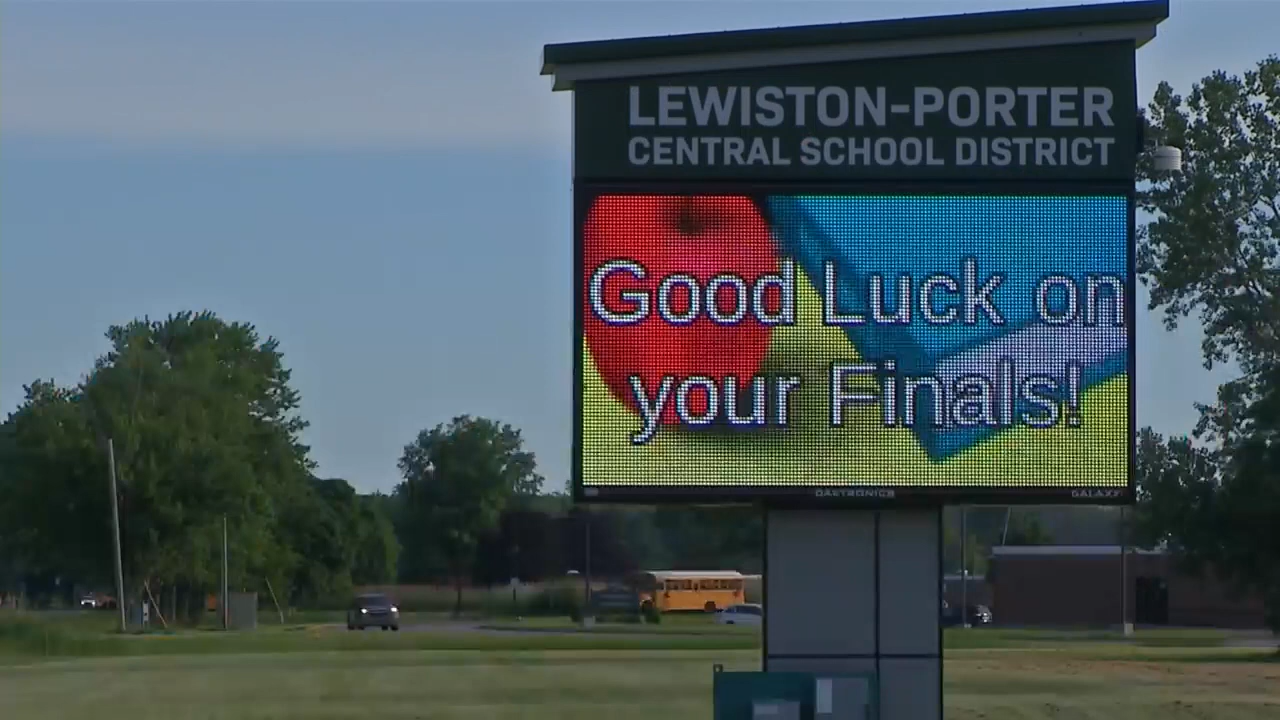 LEWISTON-PORTER
CENTRAL SCHOOL DISTRICT
Good Luck on
your Finals!
DAKTRONICS
GALAXY